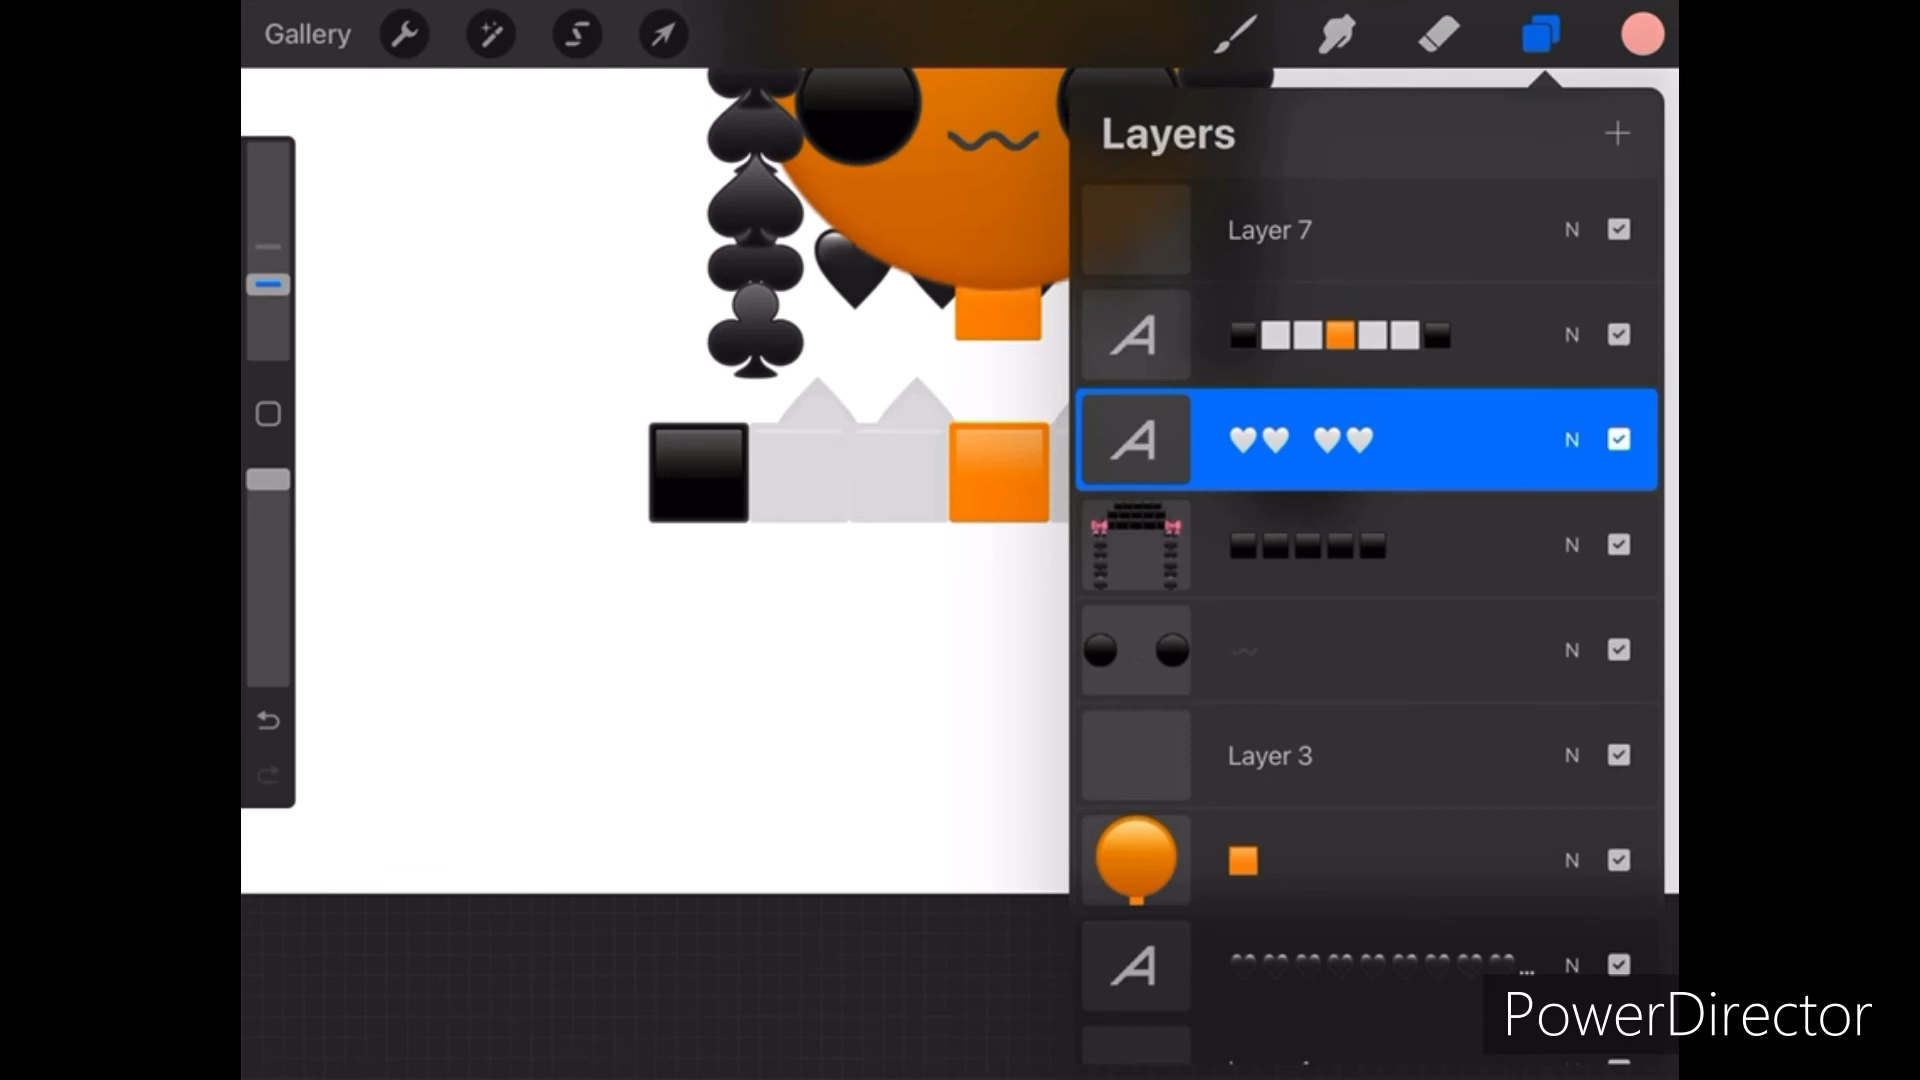 Gallery
Layers
Layer 7 N
⬛⬜⬜🟧⬜⬜⬛ N
🤍🤍 🤍🤍 N
⬛⬛⬛⬛⬛ N
〰 N
Layer 3 N
🟧 N
🖤🖤🖤🖤🖤🖤🖤🖤🖤... N
PowerDirector